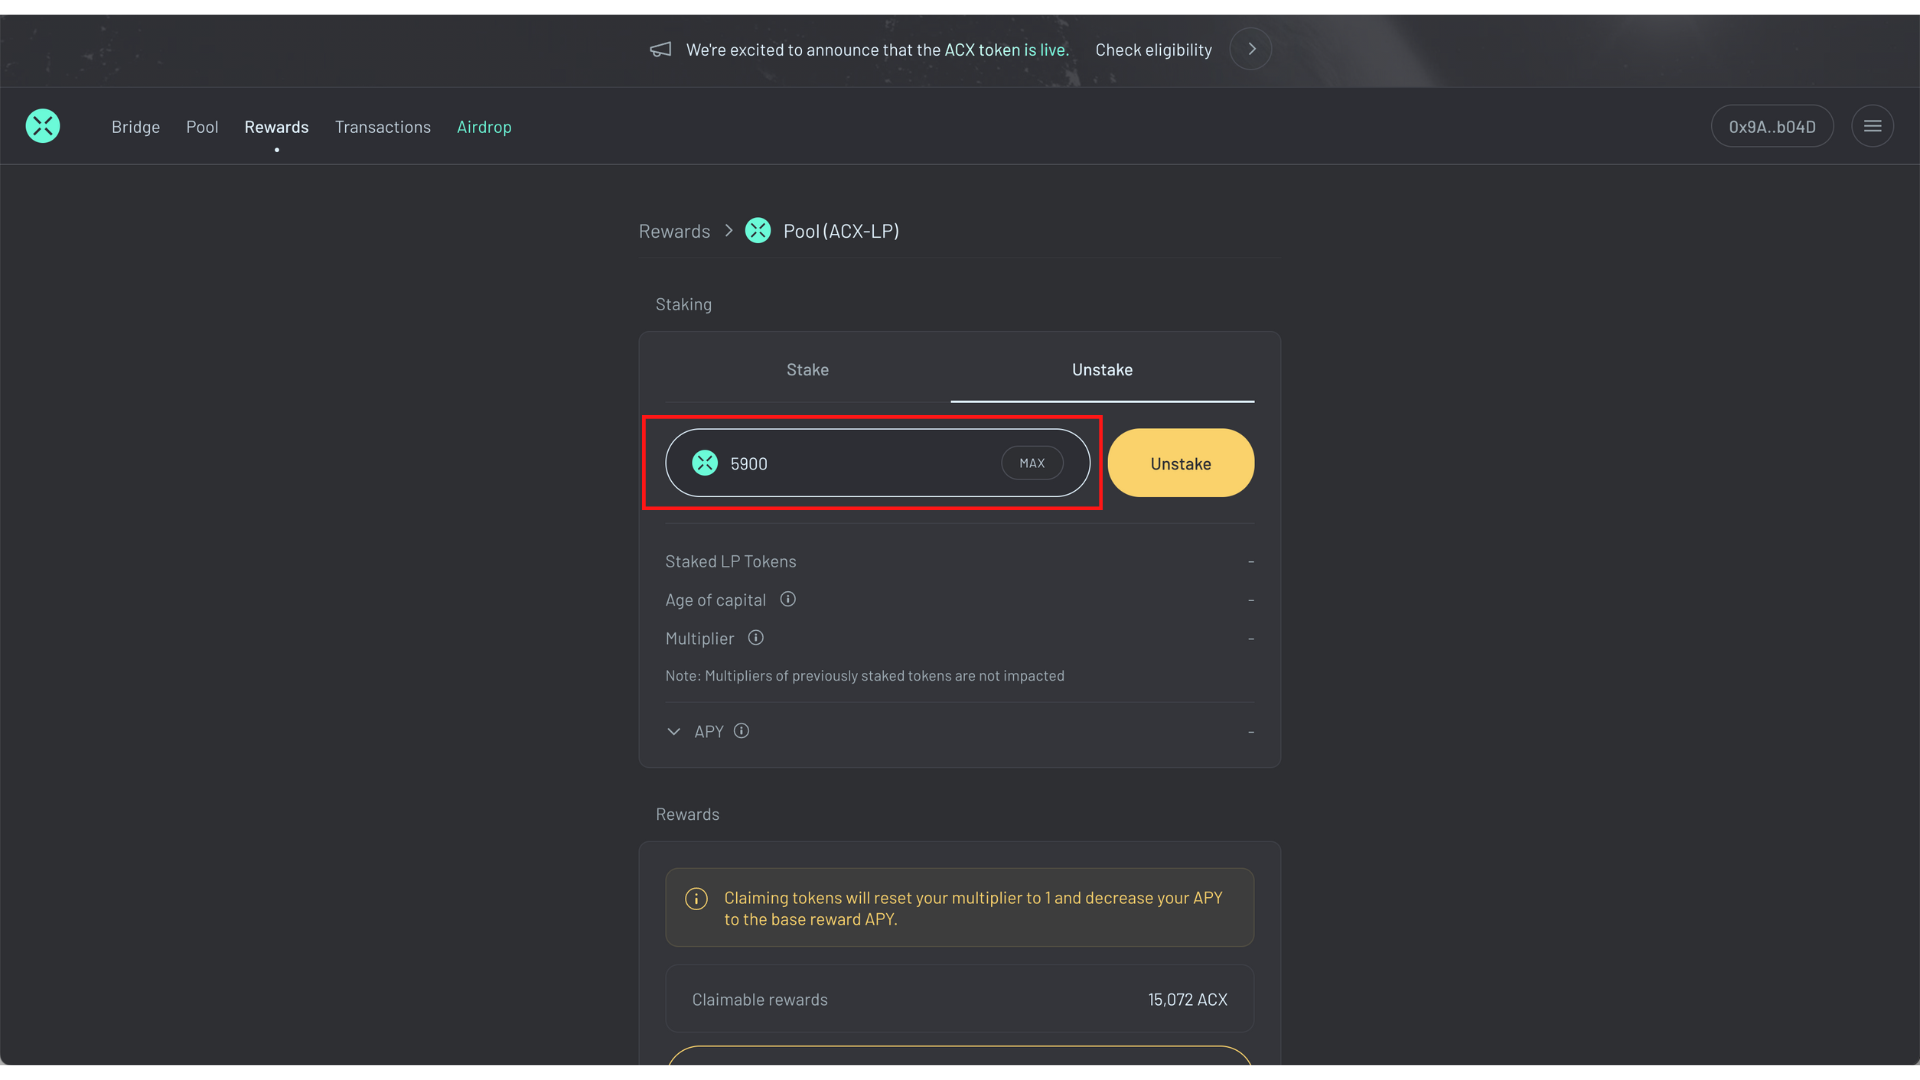 We're excited to announce that the ACX token is live. Check eligibility
Bridge Pool Rewards Transactions Airdrop 0x9A..b04D
Rewards Pool (ACX-LP)
Staking
Stake Unstake
5900 MAX Unstake
Staked LP Tokens -
Age of capital -
Multiplier -
Note: Multipliers of previously staked tokens are not impacted
APY -
Rewards
Claiming tokens will reset your multiplier to 1 and decrease your APY
to the base reward APY.
Claimable rewards 15,072 ACX